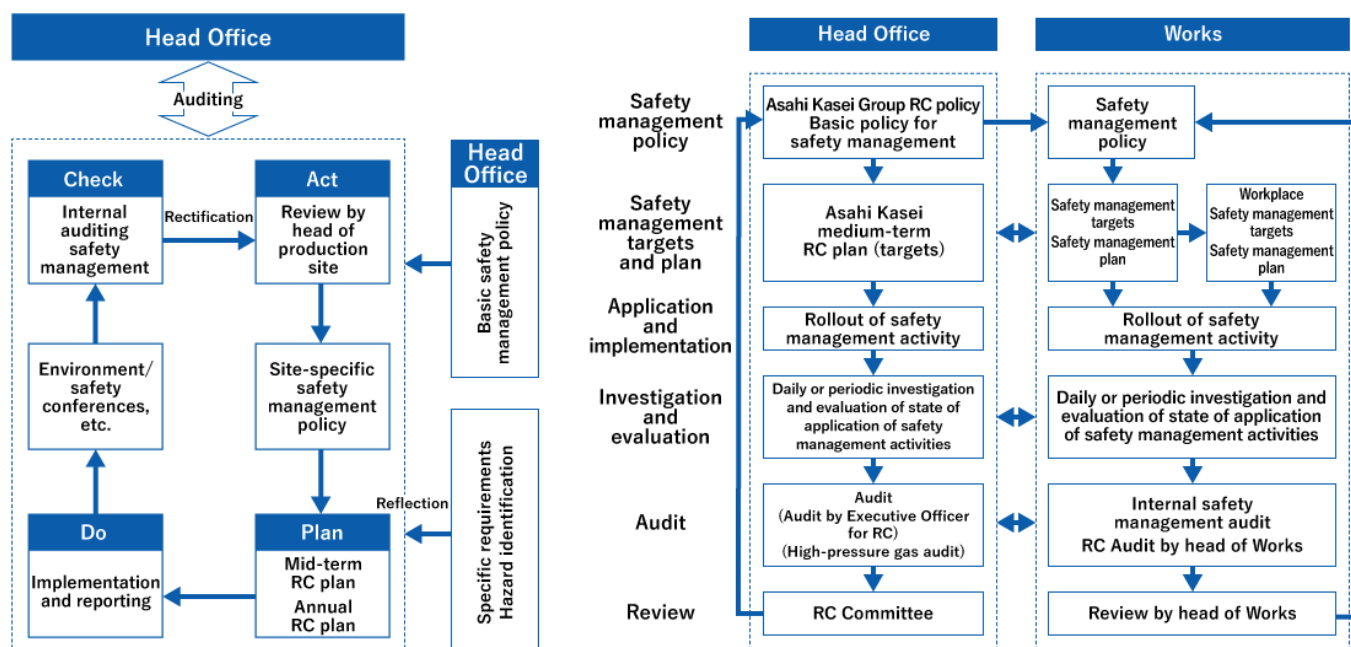 Head Office
Auditing
Check
Internal
auditing
safety
management
Rectification
Act
Review by
head of
production
site
Head
Office
Basic safety
management policy
Environment/
safety
conferences,
etc.
Site-specific
safety
management
policy
Do
Implementation
and reporting
Plan
Mid-term
RC plan
Annual
RC plan
Reflection
Specific requirements
Hazard identification
Head Office
Works
Safety
management
policy
Asahi Kasei Group RC policy
Basic policy for
safety management
Safety
management
policy
Safety
management
targets
and plan
Asahi Kasei
medium-term
RC plan (targets)
Safety management
targets
Safety management
plan
Workplace
Safety management
targets
Safety management
plan
Application
and
implementation
Rollout of safety
management activity
Rollout of safety
management activity
Investigation
and
evaluation
Daily or periodic investigation
and evaluation of state of
application of safety
management activities
Daily or periodic investigation and
evaluation of state of application
of safety management activities
Audit
Audit
(Audit by Executive Officer
for RC)
(High-pressure gas audit)
Internal safety
management audit
RC Audit by head of Works
Review
RC Committee
Review by head of Works